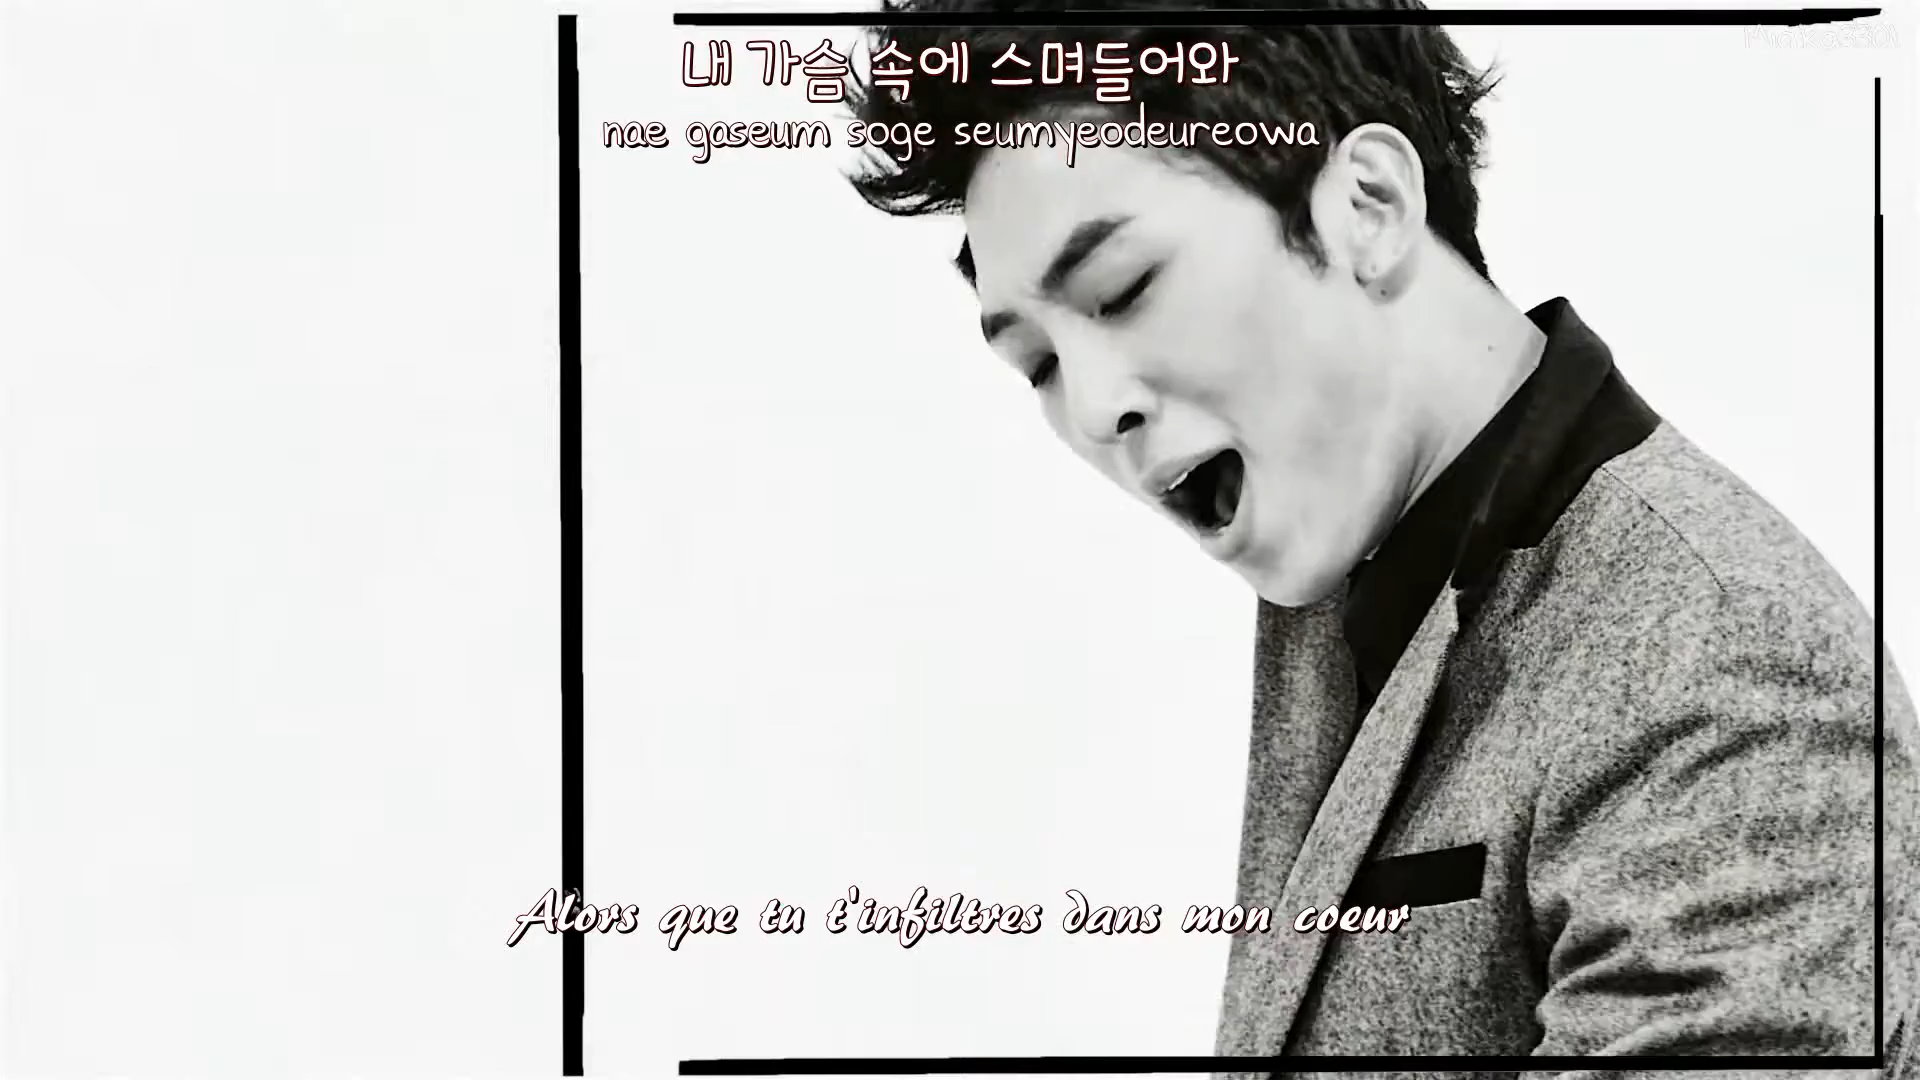 내 가슴 속에 스며들어와
nae gaseum soge seumyeodeureowa
Alors que tu t'infiltres dans mon coeur